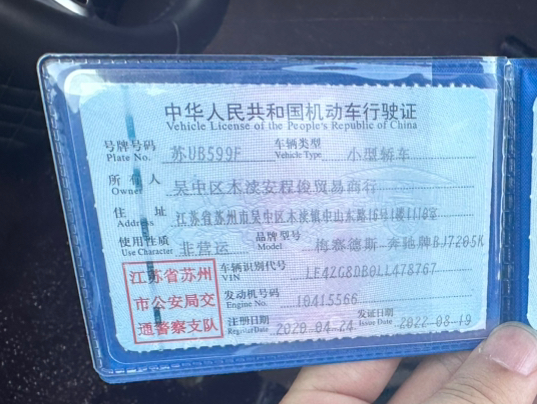 中华人民共和国机动车行驶证
Vehicle License of the People's Republic of China
号牌号码 Plate No. 苏UB599F 车辆类型 Vehicle Type 小型轿车
所有人 Owner 吴中区木渎安程俊贸易商行
住址 Address 江苏省苏州市吴中区木渎镇中山东路16号1幢1110室
使用性质 Use Character 非营运 品牌型号 Model 梅赛德斯-奔驰牌BJ7205K
江苏省苏州 车辆识别代号 VIN LE4ZG8DB0LL478767
市公安局交 发动机号码 Engine No. 10415566
通警察支队 注册日期 Register Date 2020-04-24 发证日期 Issue Date 2022-08-19